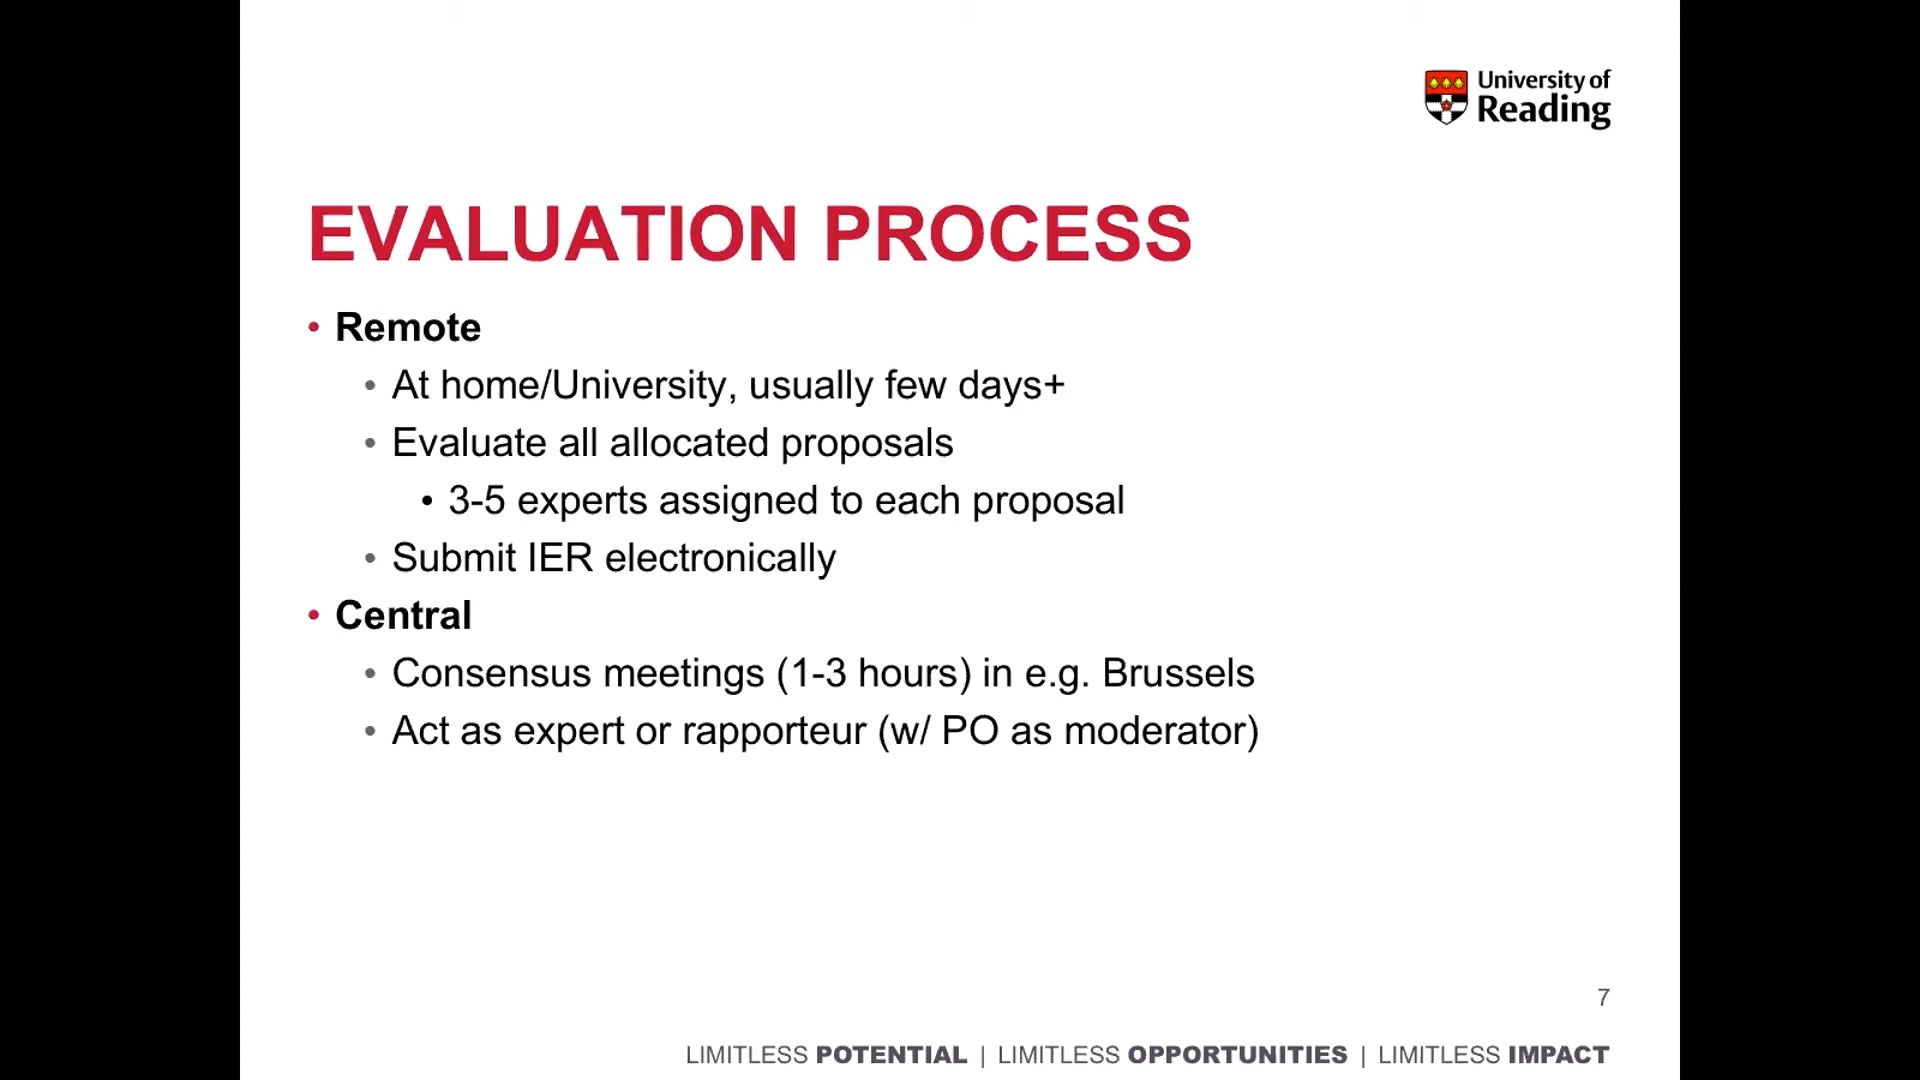 University of
Reading
EVALUATION PROCESS
• Remote
• At home/University, usually few days+
• Evaluate all allocated proposals
• 3-5 experts assigned to each proposal
• Submit IER electronically
• Central
• Consensus meetings (1-3 hours) in e.g. Brussels
• Act as expert or rapporteur (w/ PO as moderator)
7
LIMITLESS POTENTIAL | LIMITLESS OPPORTUNITIES | LIMITLESS IMPACT